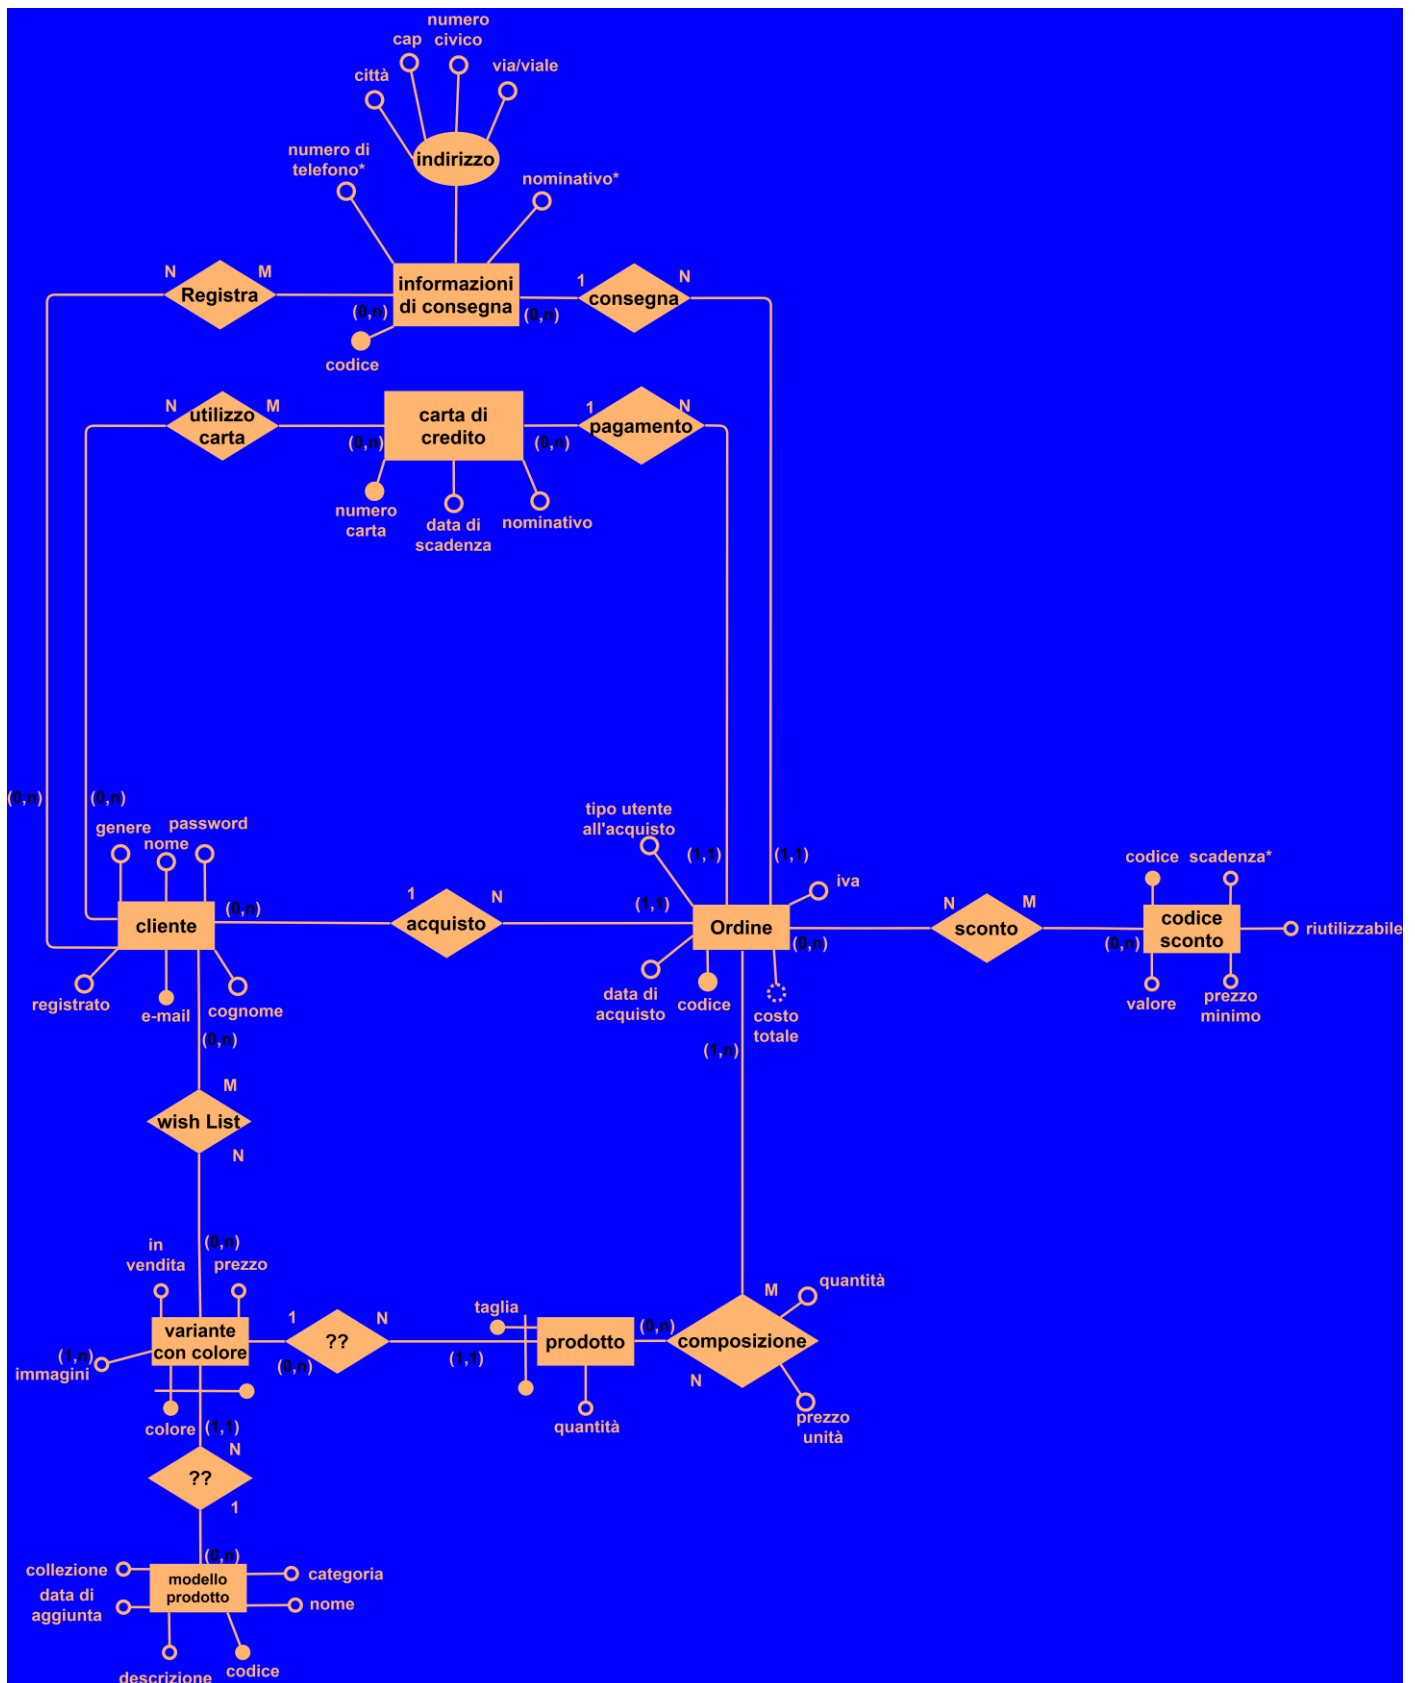 numero
civico
cap
via/viale
città
indirizzo
numero di
telefono*
nominativo*
N
M
Registra
informazioni
di consegna
1
N
consegna
(0,n)
(0,n)
codice
N
M
utilizzo
carta
carta di
credito
1
N
pagamento
(0,n)
(0,n)
numero
carta
data di
scadenza
nominativo
(0,n)
(0,n)
genere
nome
password
tipo utente
all'acquisto
(1,1)
(1,1)
iva
codice
scadenza*
(0,n)
1
N
(1,1)
cliente
acquisto
Ordine
(0,n)
N
M
sconto
(0,n)
codice
sconto
riutilizzabile
registrato
e-mail
cognome
data di
acquisto
codice
costo
totale
valore
prezzo
minimo
(0,n)
(1,n)
M
wish List
N
(0,n)
in
vendita
prezzo
quantità
M
taglia
1
N
variante
con colore
??
(0,n)
(1,1)
prodotto
(0,n)
composizione
N
(1,n)
immagini
colore
(1,1)
quantità
prezzo
unità
N
??
1
(0,n)
collezione
modello
prodotto
categoria
data di
aggiunta
nome
descrizione
codice